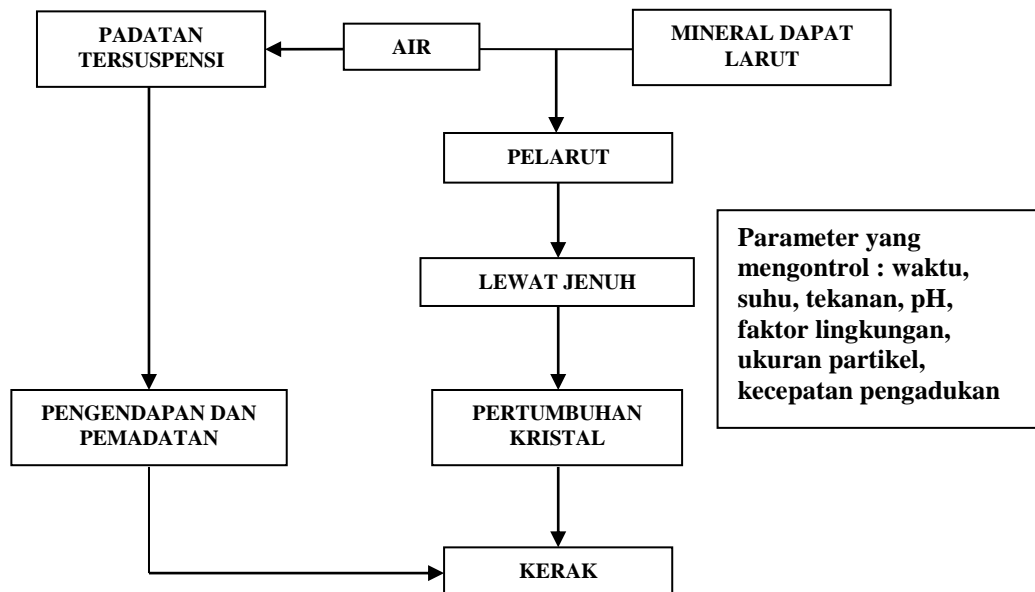 PADATAN
TERSUSPENSI
AIR
MINERAL DAPAT
LARUT
PELARUT
LEWAT JENUH
Parameter yang
mengontrol : waktu,
suhu, tekanan, pH,
faktor lingkungan,
ukuran partikel,
kecepatan pengadukan
PENGENDAPAN DAN
PEMADATAN
PERTUMBUHAN
KRISTAL
KERAK